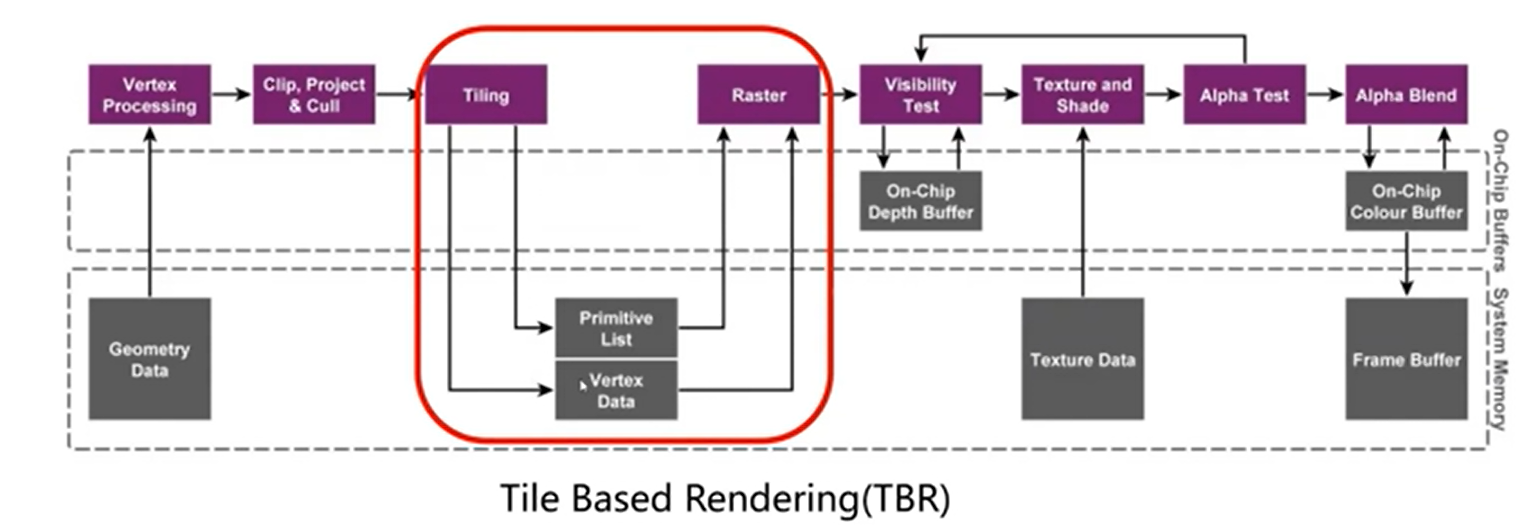 Vertex
Processing
Clip, Project
& Cull
Tiling
Raster
Visibility
Test
Texture and
Shade
Alpha Test
Alpha Blend
On-Chip
Depth Buffer
On-Chip
Colour Buffer
On-Chip Buffers
Geometry
Data
Primitive
List
Vertex
Data
Texture Data
Frame Buffer
System Memory
Tile Based Rendering(TBR)